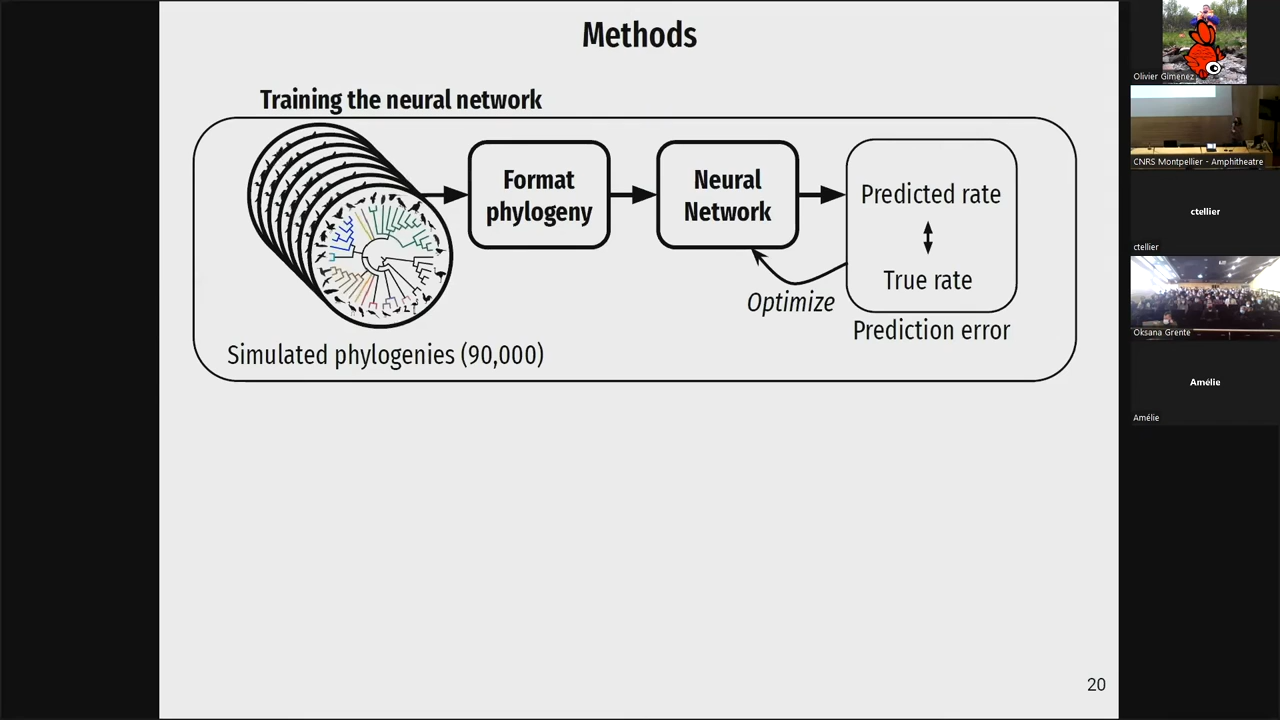 Methods
Training the neural network
Format
phylogeny
Neural
Network
Predicted rate
True rate
Optimize
Prediction error
Simulated phylogenies (90,000)
20
Olivier Gimenez
CNRS Montpellier - Amphitheatre
ctellier
ctellier
Oksana Grente
Amélie
Amélie